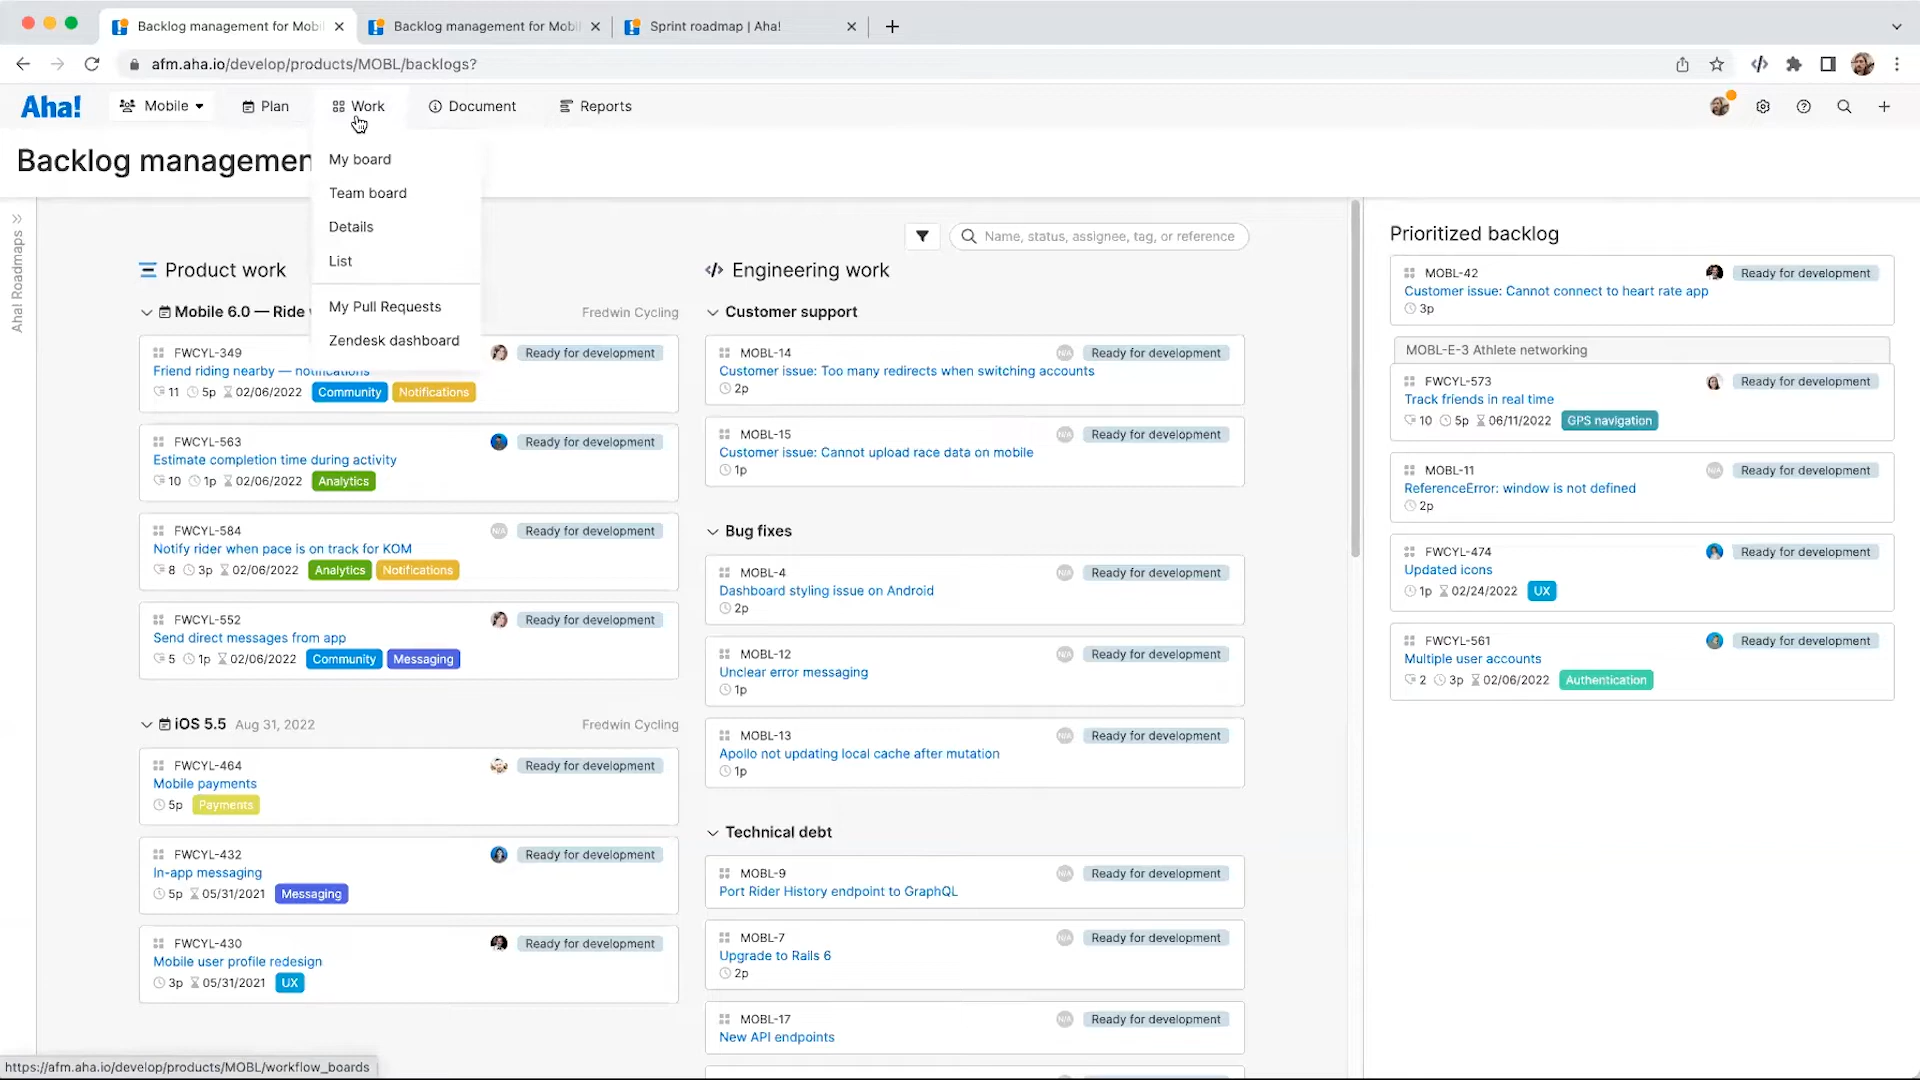 Backlog management for Mobi
Backlog management for Mobi
Sprint roadmap | Aha!
afm.aha.io/develop/products/MOBL/backlogs?
Aha!
Mobile
Plan
Work
Document
Reports
Backlog managemen
My board
Team board
Details
List
My Pull Requests
Zendesk dashboard
Aha! Roadmaps
Name, status, assignee, tag, or reference
Product work
Mobile 6.0 — Ride
Fredwin Cycling
FWCYL-349
Ready for development
Friend riding nearby — notifications
11 5p 02/06/2022 Community Notifications
FWCYL-563
Ready for development
Estimate completion time during activity
10 1p 02/06/2022 Analytics
FWCYL-584
N/A Ready for development
Notify rider when pace is on track for KOM
8 3p 02/06/2022 Analytics Notifications
FWCYL-552
Ready for development
Send direct messages from app
5 1p 02/06/2022 Community Messaging
iOS 5.5 Aug 31, 2022
Fredwin Cycling
FWCYL-464
Ready for development
Mobile payments
5p Payments
FWCYL-432
Ready for development
In-app messaging
5p 05/31/2021 Messaging
FWCYL-430
Ready for development
Mobile user profile redesign
3p 05/31/2021 UX
Engineering work
Customer support
MOBL-14
N/A Ready for development
Customer issue: Too many redirects when switching accounts
2p
MOBL-15
N/A Ready for development
Customer issue: Cannot upload race data on mobile
1p
Bug fixes
MOBL-4
N/A Ready for development
Dashboard styling issue on Android
2p
MOBL-12
N/A Ready for development
Unclear error messaging
1p
MOBL-13
N/A Ready for development
Apollo not updating local cache after mutation
1p
Technical debt
MOBL-9
N/A Ready for development
Port Rider History endpoint to GraphQL
MOBL-7
N/A Ready for development
Upgrade to Rails 6
2p
MOBL-17
N/A Ready for development
New API endpoints
Prioritized backlog
MOBL-42
Ready for development
Customer issue: Cannot connect to heart rate app
3p
MOBL-E-3 Athlete networking
FWCYL-573
Ready for development
Track friends in real time
10 5p 06/11/2022 GPS navigation
MOBL-11
N/A Ready for development
ReferenceError: window is not defined
2p
FWCYL-474
Ready for development
Updated icons
1p 02/24/2022 UX
FWCYL-561
Ready for development
Multiple user accounts
2 3p 02/06/2022 Authentication
https://afm.aha.io/develop/products/MOBL/workflow_boards